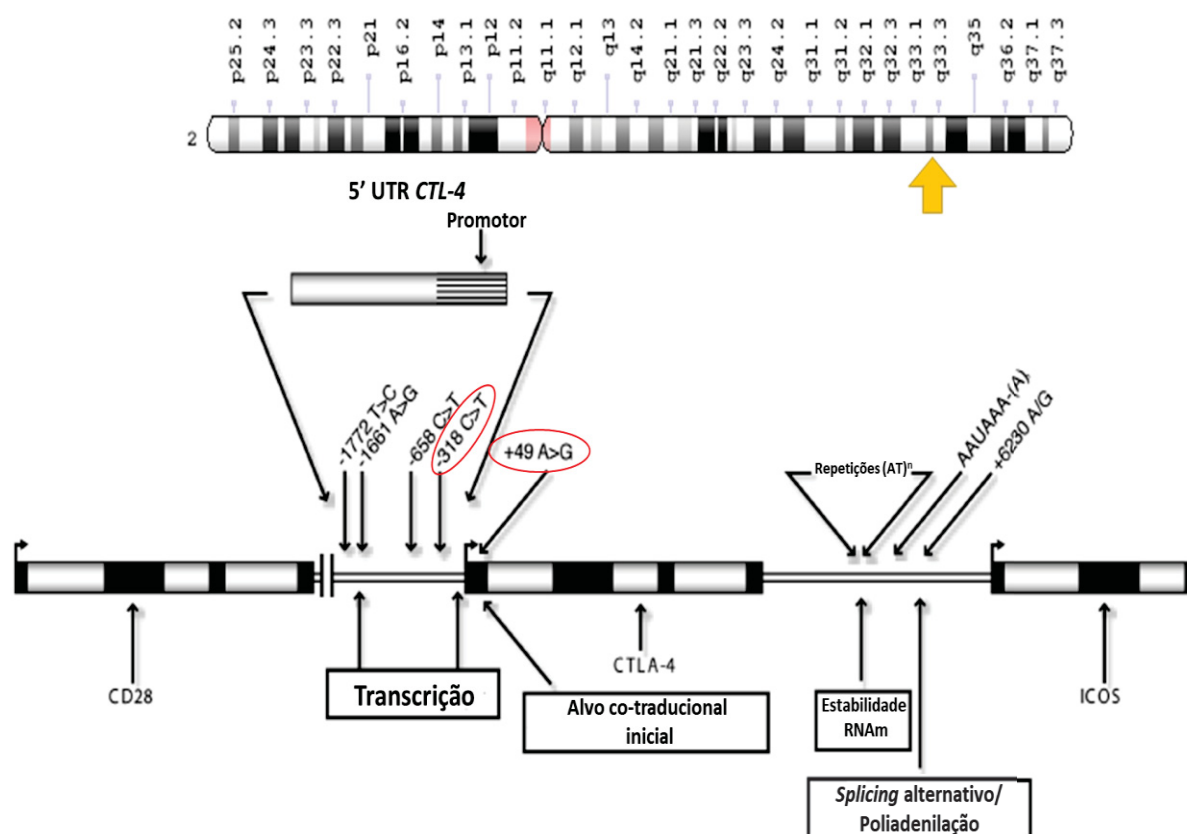 p25.2
p24.3
p23.3
p22.3
p21
p16.2
p14
p13.1
p12
p11.2
q11.1
q12.1
q13
q14.2
q21.1
q21.3
q22.2
q23.3
q24.2
q31.1
q31.2
q32.1
q32.3
q33.1
q33.3
q35
q36.2
q37.1
q37.3
2
5' UTR CTL-4
Promotor
-1772 T>C
-1661 A>G
-658 C>T
-318 C>T
+49 A>G
Repetições (AT)ⁿ
AAUAAA-(A)
+6230 A/G
CD28
Transcrição
CTLA-4
Alvo co-traducional
inicial
Estabilidade
RNAm
ICOS
Splicing alternativo/
Poliadenilação